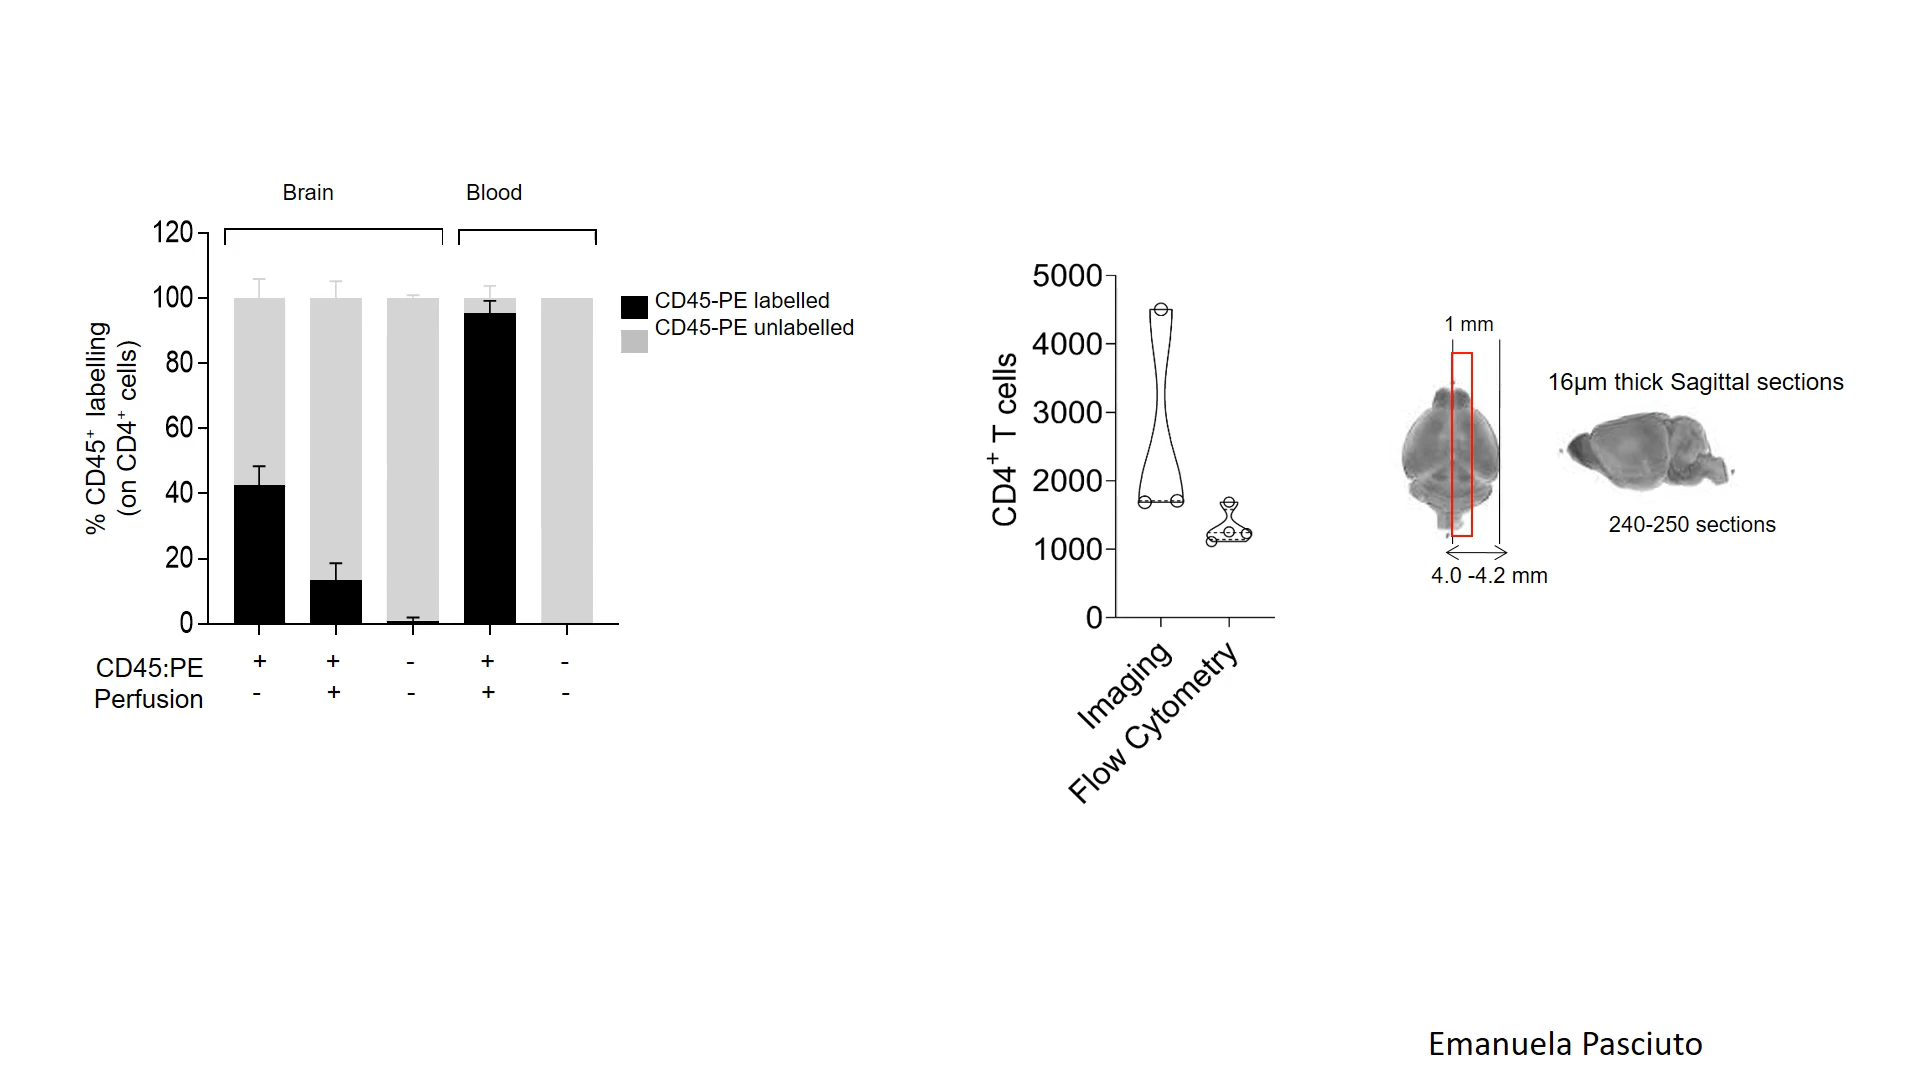 Brain Blood
120
100
80
60
40
20
0
% CD45⁺ labelling
(on CD4⁺ cells)
CD45-PE labelled
CD45-PE unlabelled
CD45:PE + + - + -
Perfusion - + - + -
5000
4000
3000
2000
1000
0
CD4⁺ T cells
Imaging
Flow Cytometry
1 mm
4.0 -4.2 mm
16µm thick Sagittal sections
240-250 sections
Emanuela Pasciuto